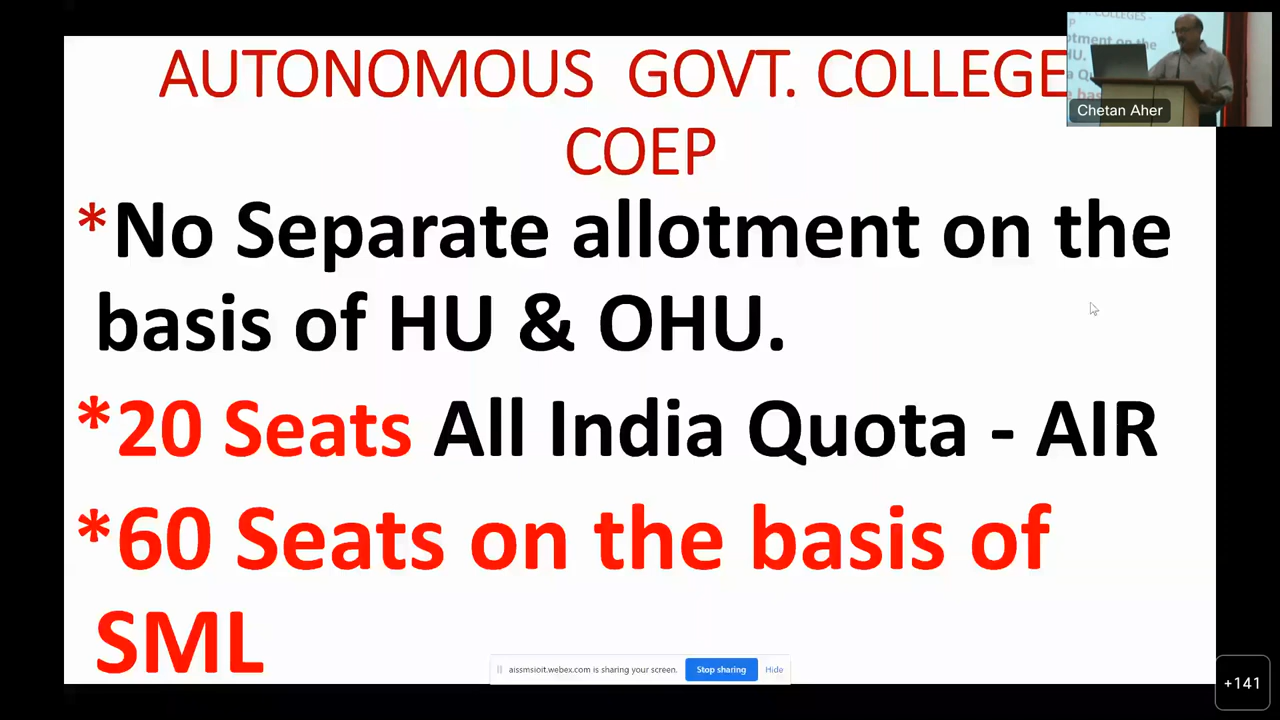 AUTONOMOUS GOVT. COLLEGE
COEP
*No Separate allotment on the
basis of HU & OHU.
*20 Seats All India Quota - AIR
*60 Seats on the basis of
SML
Chetan Aher
aissmsioit.webex.com is sharing your screen.
Stop sharing
Hide
+141